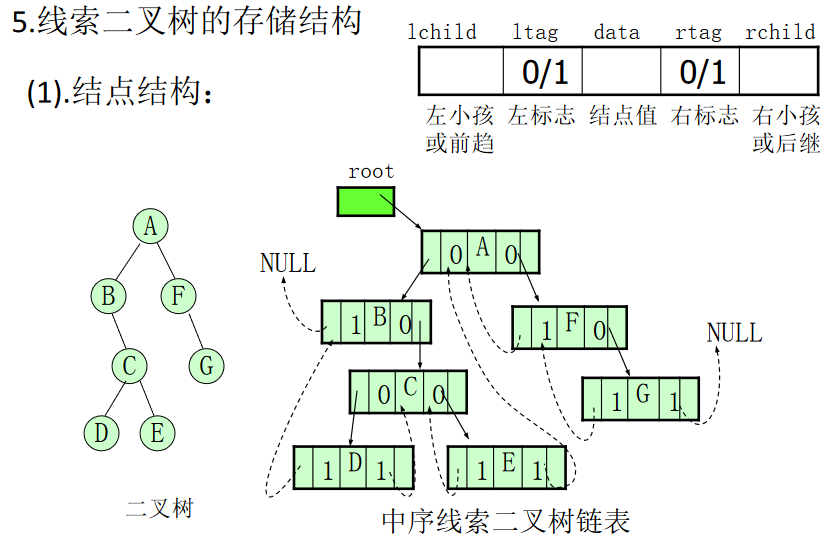 5.线索二叉树的存储结构
(1).结点结构：
lchild ltag data rtag rchild
0/1 0/1
左小孩或前趋 左标志 结点值 右标志 右小孩或后继
root
A
B F
C G
D E
二叉树
0 A 0
NULL
1 B 0
1 F 0
NULL
0 C 0
1 G 1
1 D 1
1 E 1
中序线索二叉树链表